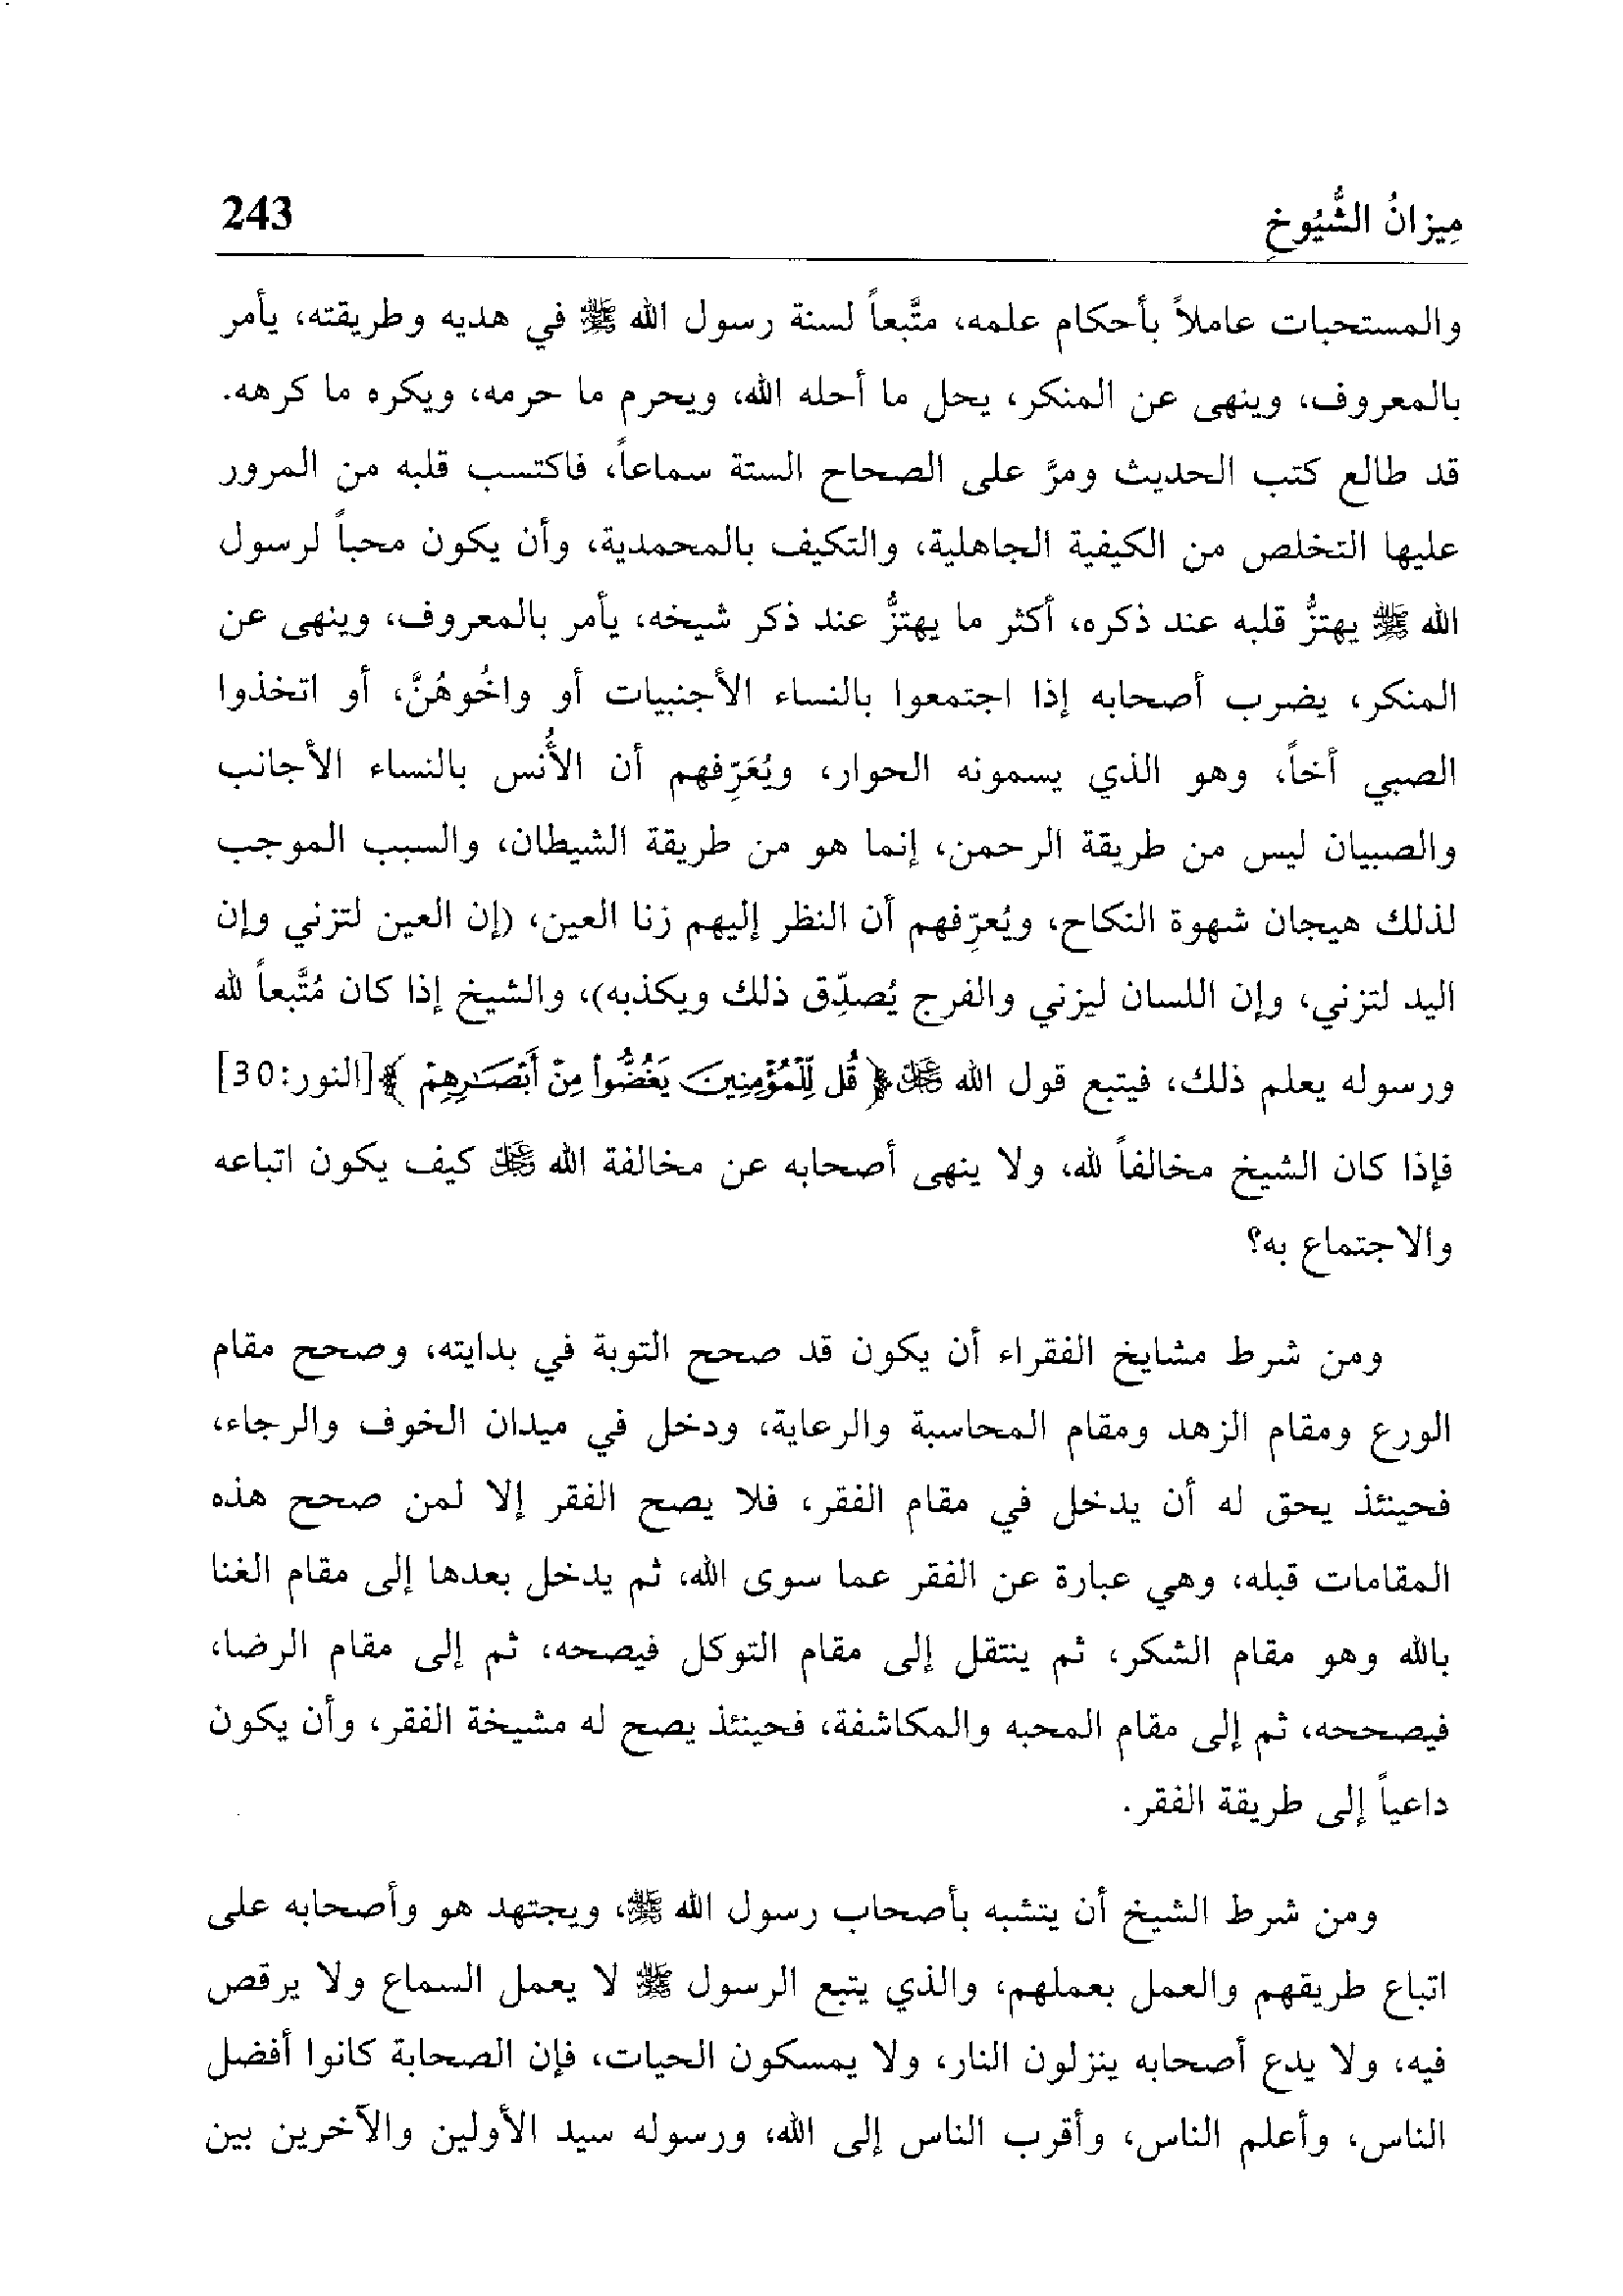 مِيزانُ الشُّيُوخِ 243
والمستحبات عاملاً بأحكام علمه، متَّبعاً لسنة رسول الله ﷺ في هديه وطريقته، يأمر
بالمعروف، وينهى عن المنكر، يحل ما أحله الله، ويحرم ما حرمه، ويكره ما كرهه.
قد طالع كتب الحديث ومرَّ على الصحاح الستة سماعاً، فاكتسب قلبه من المرور
عليها التخلص من الكيفية الجاهلية، والتكيف بالمحمدية، وأن يكون محباً لرسول
الله ﷺ يهتزُّ قلبه عند ذكره، أكثر ما يهتزُّ عند ذكر شيخه، يأمر بالمعروف، وينهى عن
المنكر، يضرب أصحابه إذا اجتمعوا بالنساء الأجنبيات أو واخُوهُنَّ، أو اتخذوا
الصبي أخاً، وهو الذي يسمونه الحوار، ويُعَرِّفهم أن الأُنس بالنساء الأجانب
والصبيان ليس من طريقة الرحمن، إنما هو من طريقة الشيطان، والسبب الموجب
لذلك هيجان شهوة النكاح، ويُعرِّفهم أن النظر إليهم زنا العين، (إن العين لتزني وإن
اليد لتزني، وإن اللسان ليزني والفرج يُصدِّق ذلك ويكذبه)، والشيخ إذا كان مُتَّبعاً لله
ورسوله يعلم ذلك، فيتبع قول الله ﷻ ﴿قُل لِّلْمُؤْمِنِينَ يَغُضُّوا۟ مِنْ أَبْصَـٰرِهِمْ﴾[النور:30]
فإذا كان الشيخ مخالفاً لله، ولا ينهى أصحابه عن مخالفة الله ﷻ كيف يكون اتباعه
والاجتماع به؟
ومن شرط مشايخ الفقراء أن يكون قد صحح التوبة في بدايته، وصحح مقام
الورع ومقام الزهد ومقام المحاسبة والرعاية، ودخل في ميدان الخوف والرجاء،
فحينئذ يحق له أن يدخل في مقام الفقر، فلا يصح الفقر إلا لمن صحح هذه
المقامات قبله، وهي عبارة عن الفقر عما سوى الله، ثم يدخل بعدها إلى مقام الغنا
بالله وهو مقام الشكر، ثم ينتقل إلى مقام التوكل فيصحه، ثم إلى مقام الرضا،
فيصححه، ثم إلى مقام المحبه والمكاشفة، فحينئذ يصح له مشيخة الفقر، وأن يكون
داعياً إلى طريقة الفقر.
ومن شرط الشيخ أن يتشبه بأصحاب رسول الله ﷺ، ويجتهد هو وأصحابه على
اتباع طريقهم والعمل بعملهم، والذي يتبع الرسول ﷺ لا يعمل السماع ولا يرقص
فيه، ولا يدع أصحابه ينزلون النار، ولا يمسكون الحيات، فإن الصحابة كانوا أفضل
الناس، وأعلم الناس، وأقرب الناس إلى الله، ورسوله سيد الأولين والآخرين بين